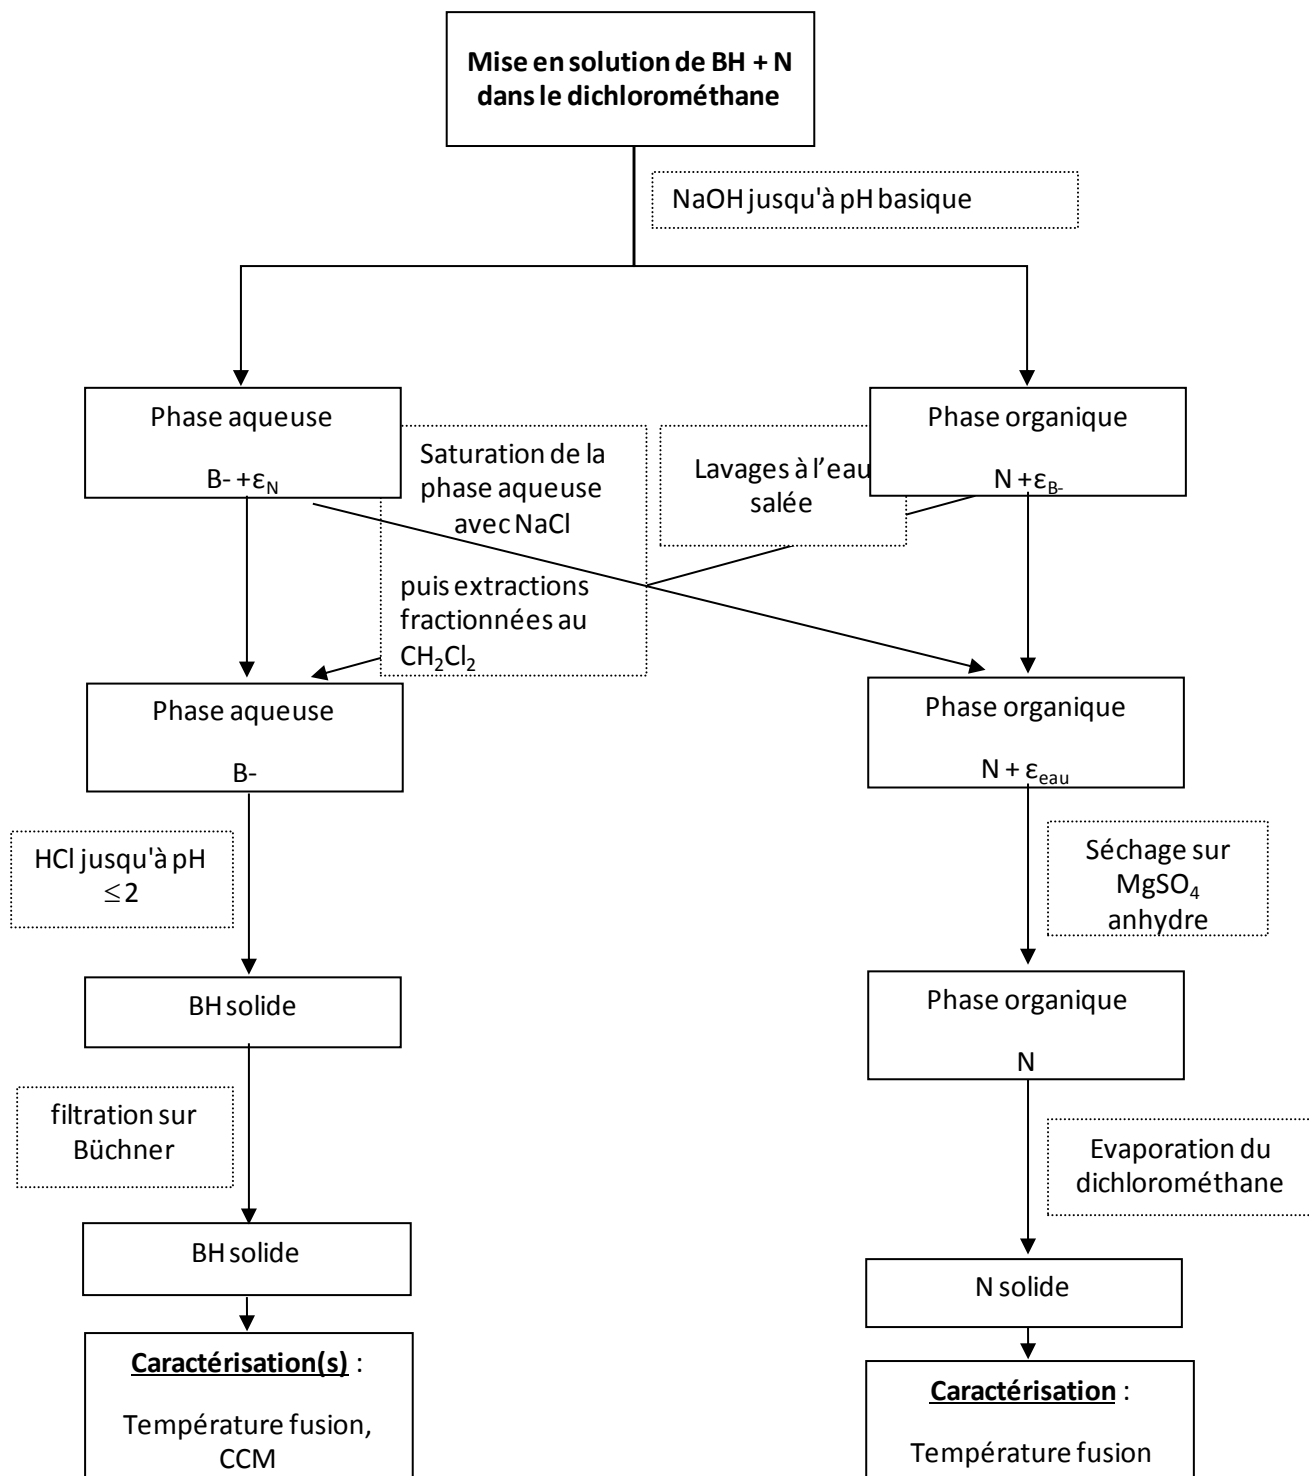 Mise en solution de BH + N
dans le dichlorométhane
NaOH jusqu'à pH basique
Phase aqueuse
B- +εN
Phase organique
N +εB-
Saturation de la
phase aqueuse
avec NaCl
puis extractions
fractionnées au
CH2Cl2
Lavages à l'eau
salée
Phase aqueuse
B-
Phase organique
N + εeau
HCl jusqu'à pH
≤ 2
Séchage sur
MgSO4
anhydre
BH solide
Phase organique
N
filtration sur
Büchner
Evaporation du
dichlorométhane
BH solide
N solide
Caractérisation(s) :
Température fusion,
CCM
Caractérisation :
Température fusion